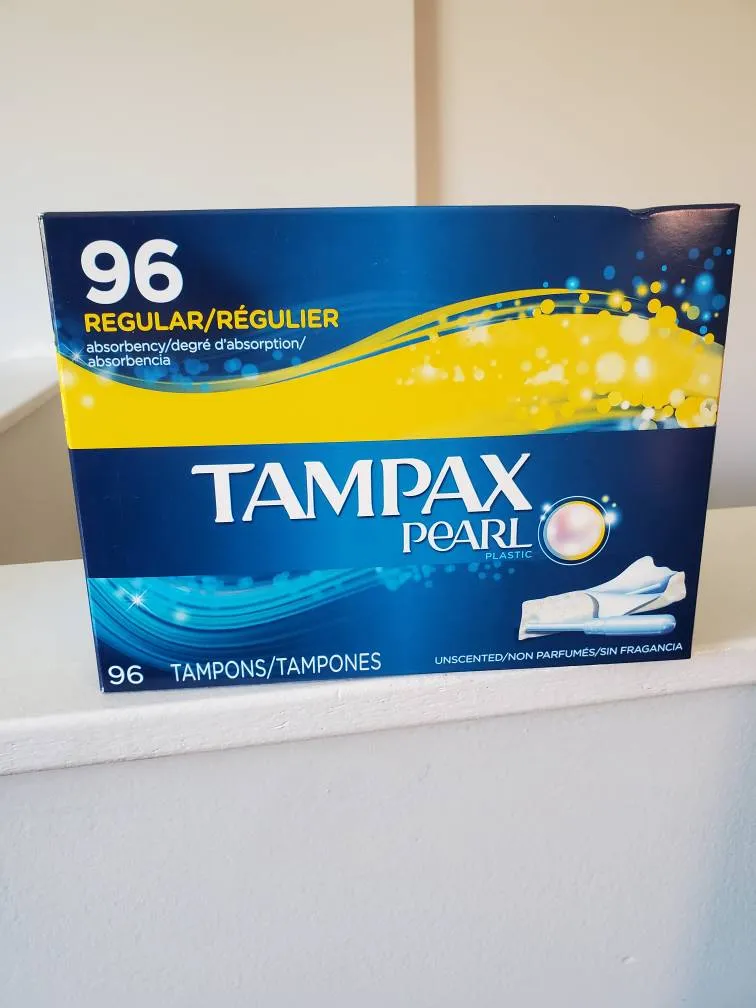 96
REGULAR/RÉGULIER
absorbency/degré d'absorption/
absorbencia
TAMPAX
PEARL
PLASTIC
96 TAMPONS/TAMPONES
UNSCENTED/NON PARFUMÉS/SIN FRAGANCIA